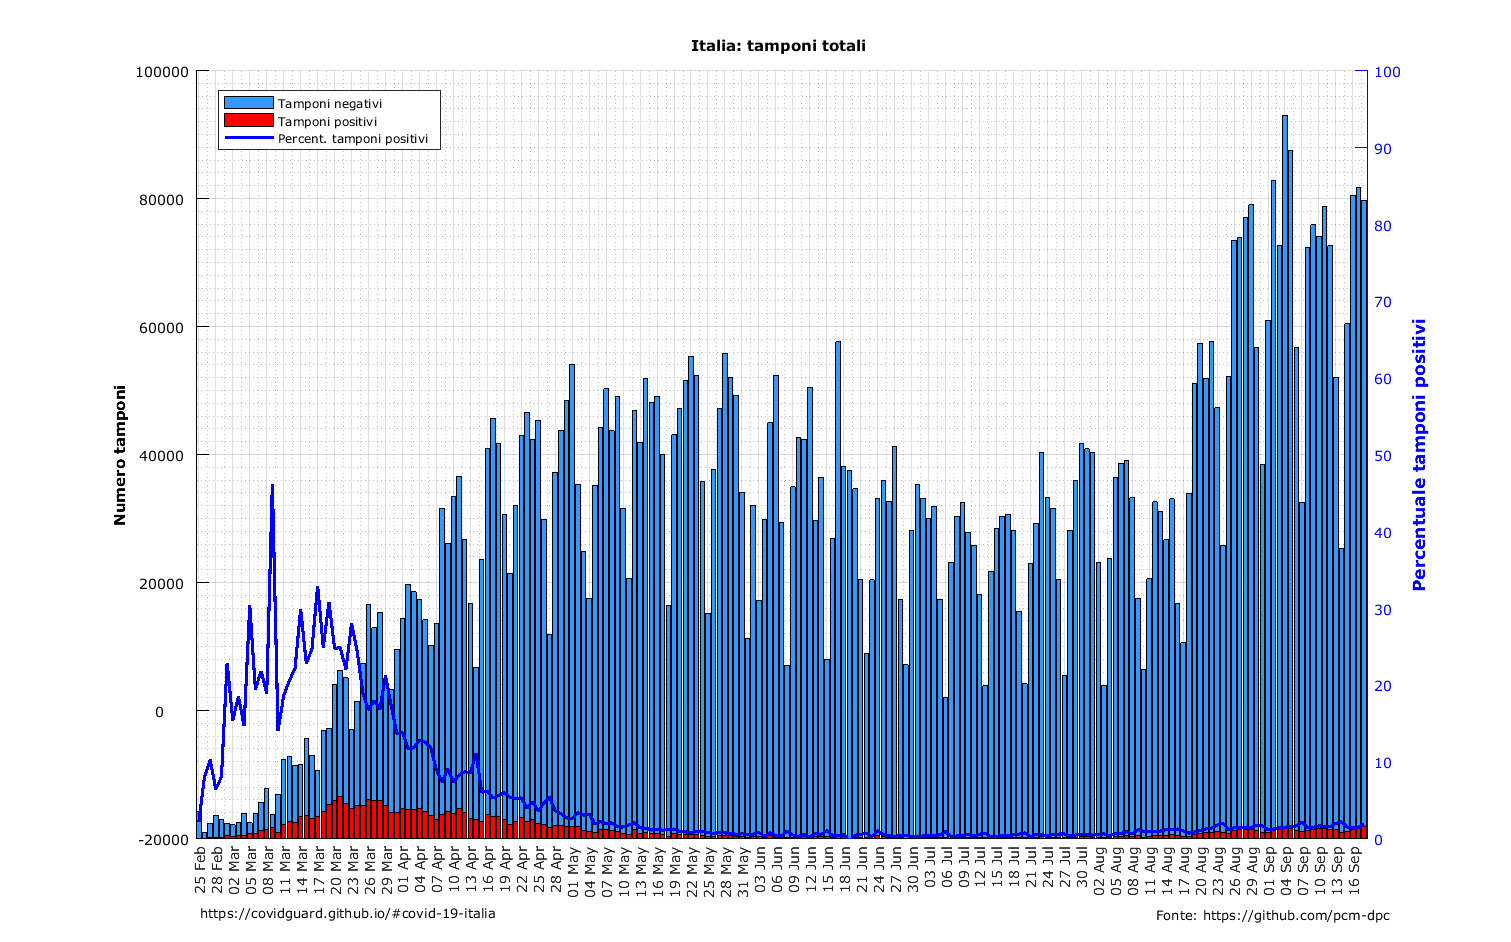 Italia: tamponi totali
Tamponi negativi
Tamponi positivi
Percent. tamponi positivi
Numero tamponi
100000
80000
60000
40000
20000
0
-20000
Percentuale tamponi positivi
100
90
80
70
60
50
40
30
20
10
0
25 Feb
28 Feb
02 Mar
05 Mar
08 Mar
11 Mar
14 Mar
17 Mar
20 Mar
23 Mar
26 Mar
29 Mar
01 Apr
04 Apr
07 Apr
10 Apr
13 Apr
16 Apr
19 Apr
22 Apr
25 Apr
28 Apr
01 May
04 May
07 May
10 May
13 May
16 May
19 May
22 May
25 May
28 May
31 May
03 Jun
06 Jun
09 Jun
12 Jun
15 Jun
18 Jun
21 Jun
24 Jun
27 Jun
30 Jun
03 Jul
06 Jul
09 Jul
12 Jul
15 Jul
18 Jul
21 Jul
24 Jul
27 Jul
30 Jul
02 Aug
05 Aug
08 Aug
11 Aug
14 Aug
17 Aug
20 Aug
23 Aug
26 Aug
29 Aug
01 Sep
04 Sep
07 Sep
10 Sep
13 Sep
16 Sep
https://covidguard.github.io/#covid-19-italia
Fonte: https://github.com/pcm-dpc